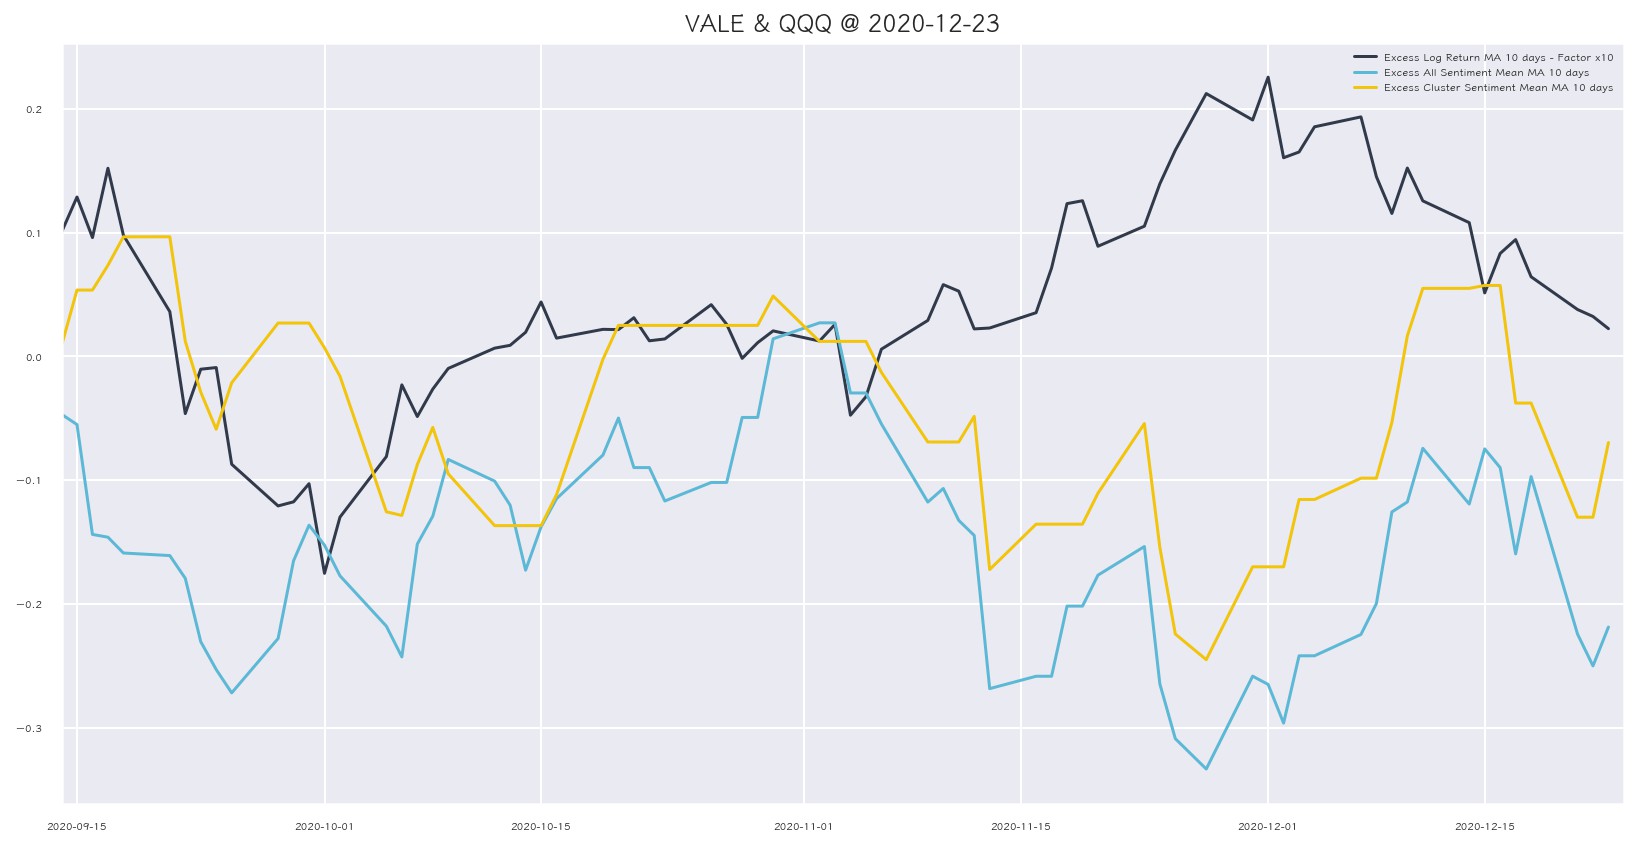 VALE & QQQ @ 2020-12-23
Excess Log Return MA 10 days - Factor x10
Excess All Sentiment Mean MA 10 days
Excess Cluster Sentiment Mean MA 10 days
0.2
0.1
0.0
−0.1
−0.2
−0.3
2020-09-15 2020-10-01 2020-10-15 2020-11-01 2020-11-15 2020-12-01 2020-12-15